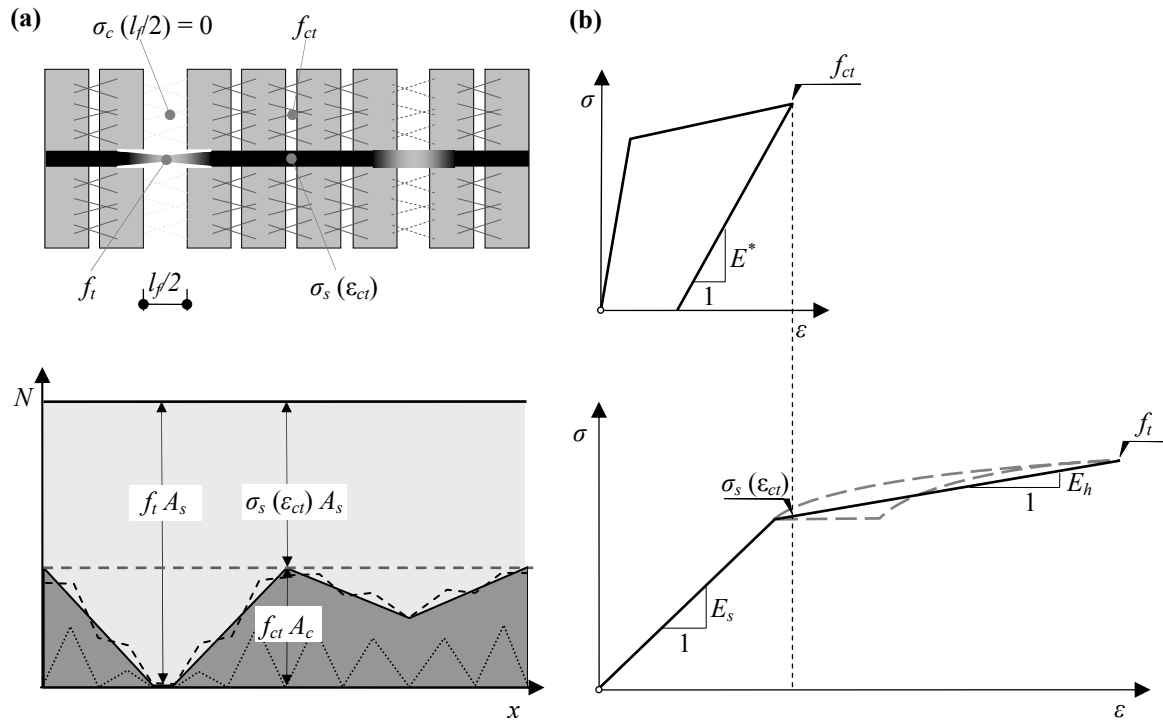 (a)
σc (lf/2) = 0
fct
ft
lf/2
σs (εct)
N
ft As
σs (εct) As
fct Ac
x
(b)
σ
fct
E*
1
ε
σ
ft
σs (εct)
Eh
1
Es
1
ε